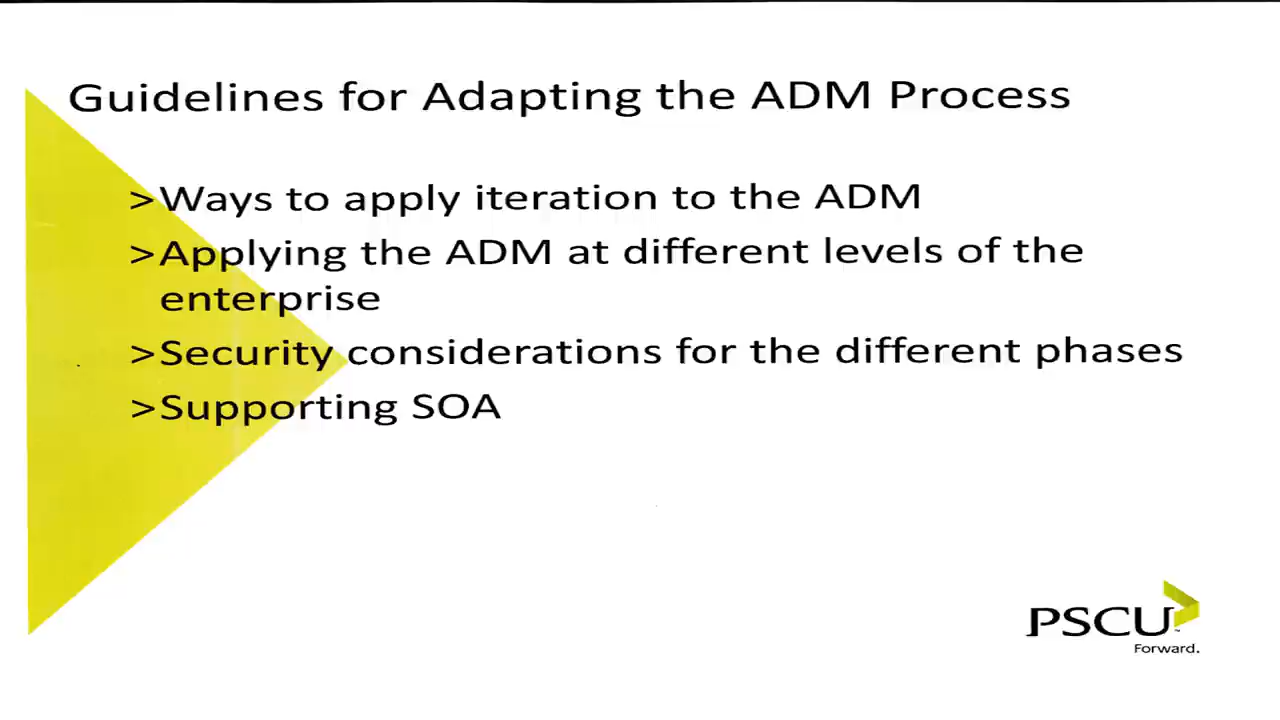 Guidelines for Adapting the ADM Process
>Ways to apply iteration to the ADM
>Applying the ADM at different levels of the
enterprise
>Security considerations for the different phases
>Supporting SOA
PSCU™
Forward.